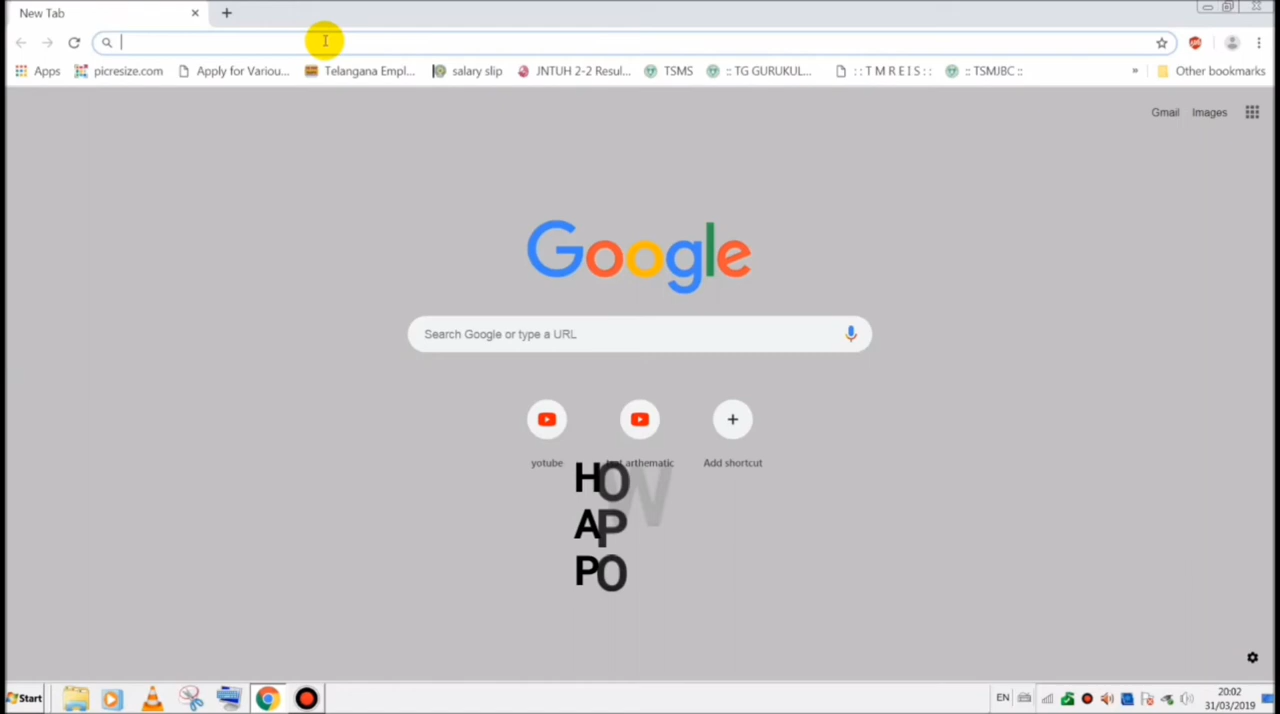 New Tab
Apps picresize.com Apply for Variou... Telangana Empl... salary slip JNTUH 2-2 Resul... TSMS :: TG GURUKUL... : : T M R E I S : : :: TSMJBC :: » Other bookmarks
Gmail Images
Google
Search Google or type a URL
yotube arthematic Add shortcut
HOW
AP
PO
Start EN 20:02
31/03/2019